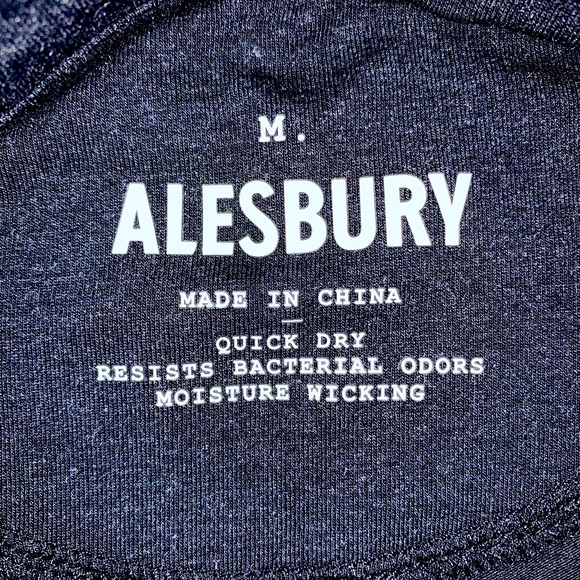 M.
ALESBURY
MADE IN CHINA
QUICK DRY
RESISTS BACTERIAL ODORS
MOISTURE WICKING